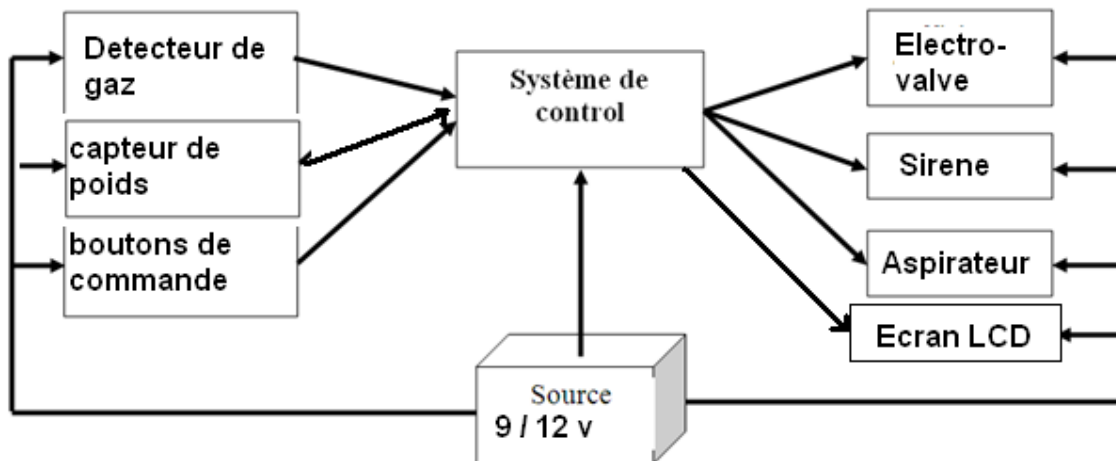 Detecteur de
gaz
capteur de
poids
boutons de
commande
Système de
control
Source
9 / 12 v
Electro-
valve
Sirene
Aspirateur
Ecran LCD